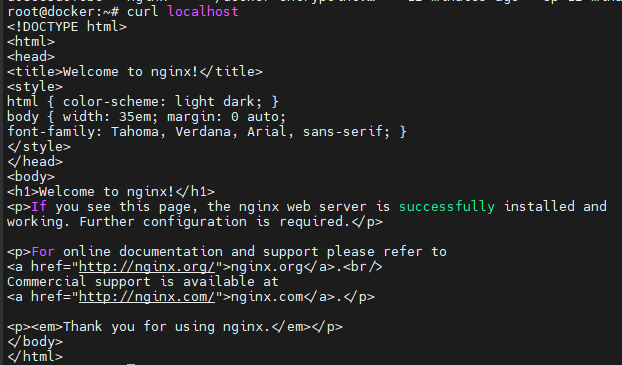 root@docker:~# curl localhost
<!DOCTYPE html>
<html>
<head>
<title>Welcome to nginx!</title>
<style>
html { color-scheme: light dark; }
body { width: 35em; margin: 0 auto;
font-family: Tahoma, Verdana, Arial, sans-serif; }
</style>
</head>
<body>
<h1>Welcome to nginx!</h1>
<p>If you see this page, the nginx web server is successfully installed and
working. Further configuration is required.</p>
<p>For online documentation and support please refer to
<a href="http://nginx.org/">nginx.org</a>.<br/>
Commercial support is available at
<a href="http://nginx.com/">nginx.com</a>.</p>
<p><em>Thank you for using nginx.</em></p>
</body>
</html>